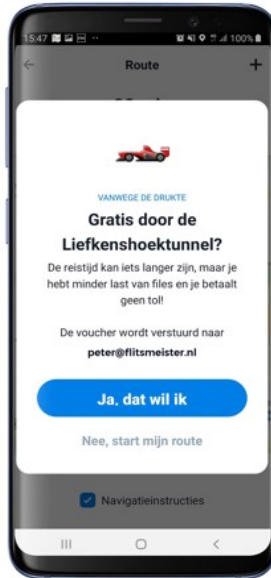 15:47 100%
Route
VANWEGE DE DRUKTE
Gratis door de
Liefkenshoektunnel?
De reistijd kan iets langer zijn, maar je
hebt minder last van files en je betaalt
geen tol!
De voucher wordt verstuurd naar
peter@flitsmeister.nl
Ja, dat wil ik
Nee, start mijn route
Navigatieinstructies